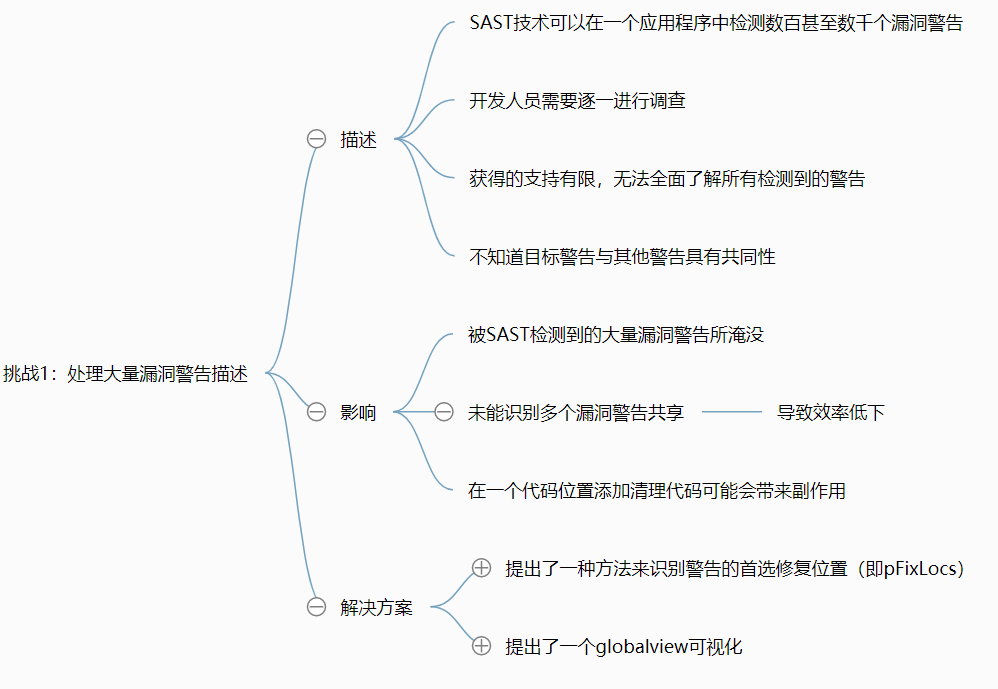 SAST技术可以在一个应用程序中检测数百甚至数千个漏洞警告
开发人员需要逐一进行调查
描述
获得的支持有限，无法全面了解所有检测到的警告
不知道目标警告与其他警告具有共同性
被SAST检测到的大量漏洞警告所淹没
挑战1：处理大量漏洞警告描述
影响
未能识别多个漏洞警告共享
导致效率低下
在一个代码位置添加清理代码可能会带来副作用
提出了一种方法来识别警告的首选修复位置（即pFixLocs）
解决方案
提出了一个globalview可视化